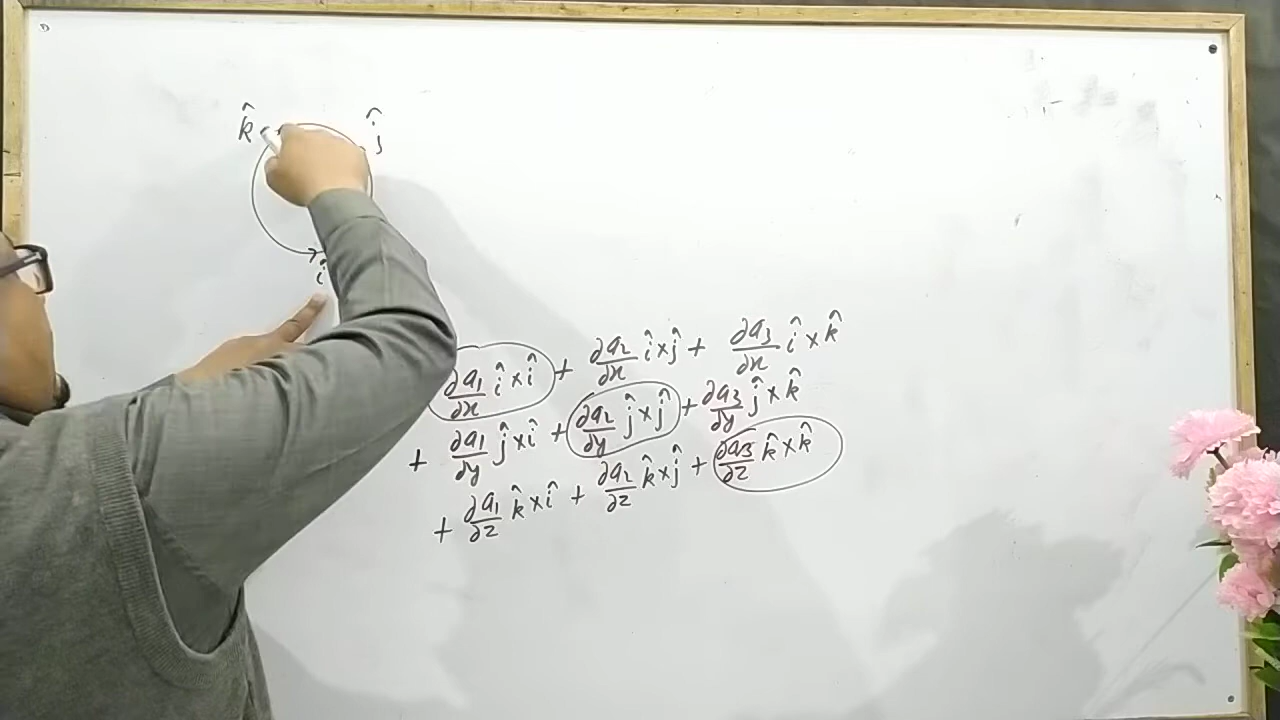 k̂ ĵ
î
∂a₁/∂x î×î + ∂a₂/∂x î×ĵ + ∂a₃/∂x î×k̂
+ ∂a₁/∂y ĵ×î + ∂a₂/∂y ĵ×ĵ + ∂a₃/∂y ĵ×k̂
+ ∂a₁/∂z k̂×î + ∂a₂/∂z k̂×ĵ + ∂a₃/∂z k̂×k̂